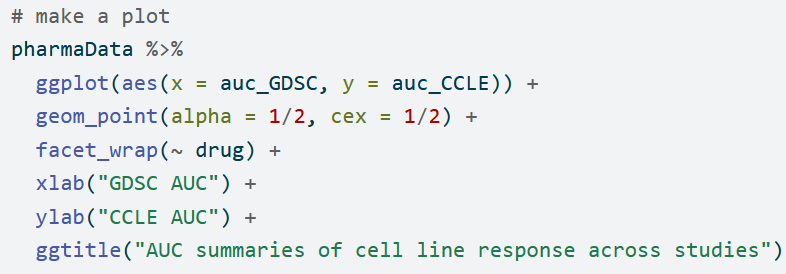 # make a plot
pharmaData %>%
  ggplot(aes(x = auc_GDSC, y = auc_CCLE)) +
  geom_point(alpha = 1/2, cex = 1/2) +
  facet_wrap(~ drug) +
  xlab("GDSC AUC") +
  ylab("CCLE AUC") +
  ggtitle("AUC summaries of cell line response across studies")